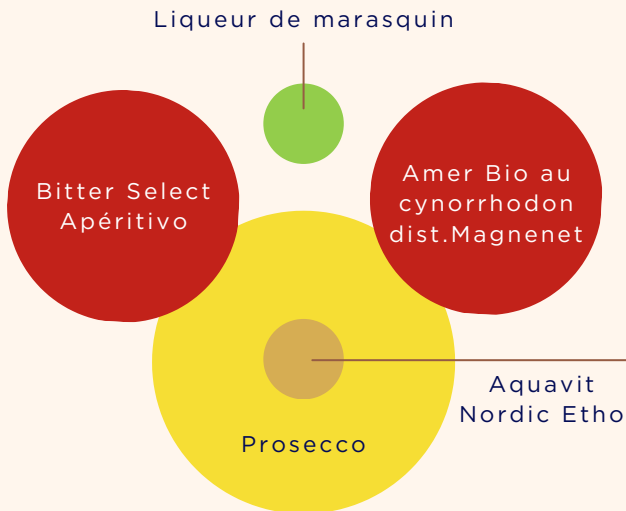 Liqueur de marasquin
Bitter Select
Apéritivo
Amer Bio au
cynorrhodon
dist.Magnenet
Aquavit
Nordic Etho
Prosecco